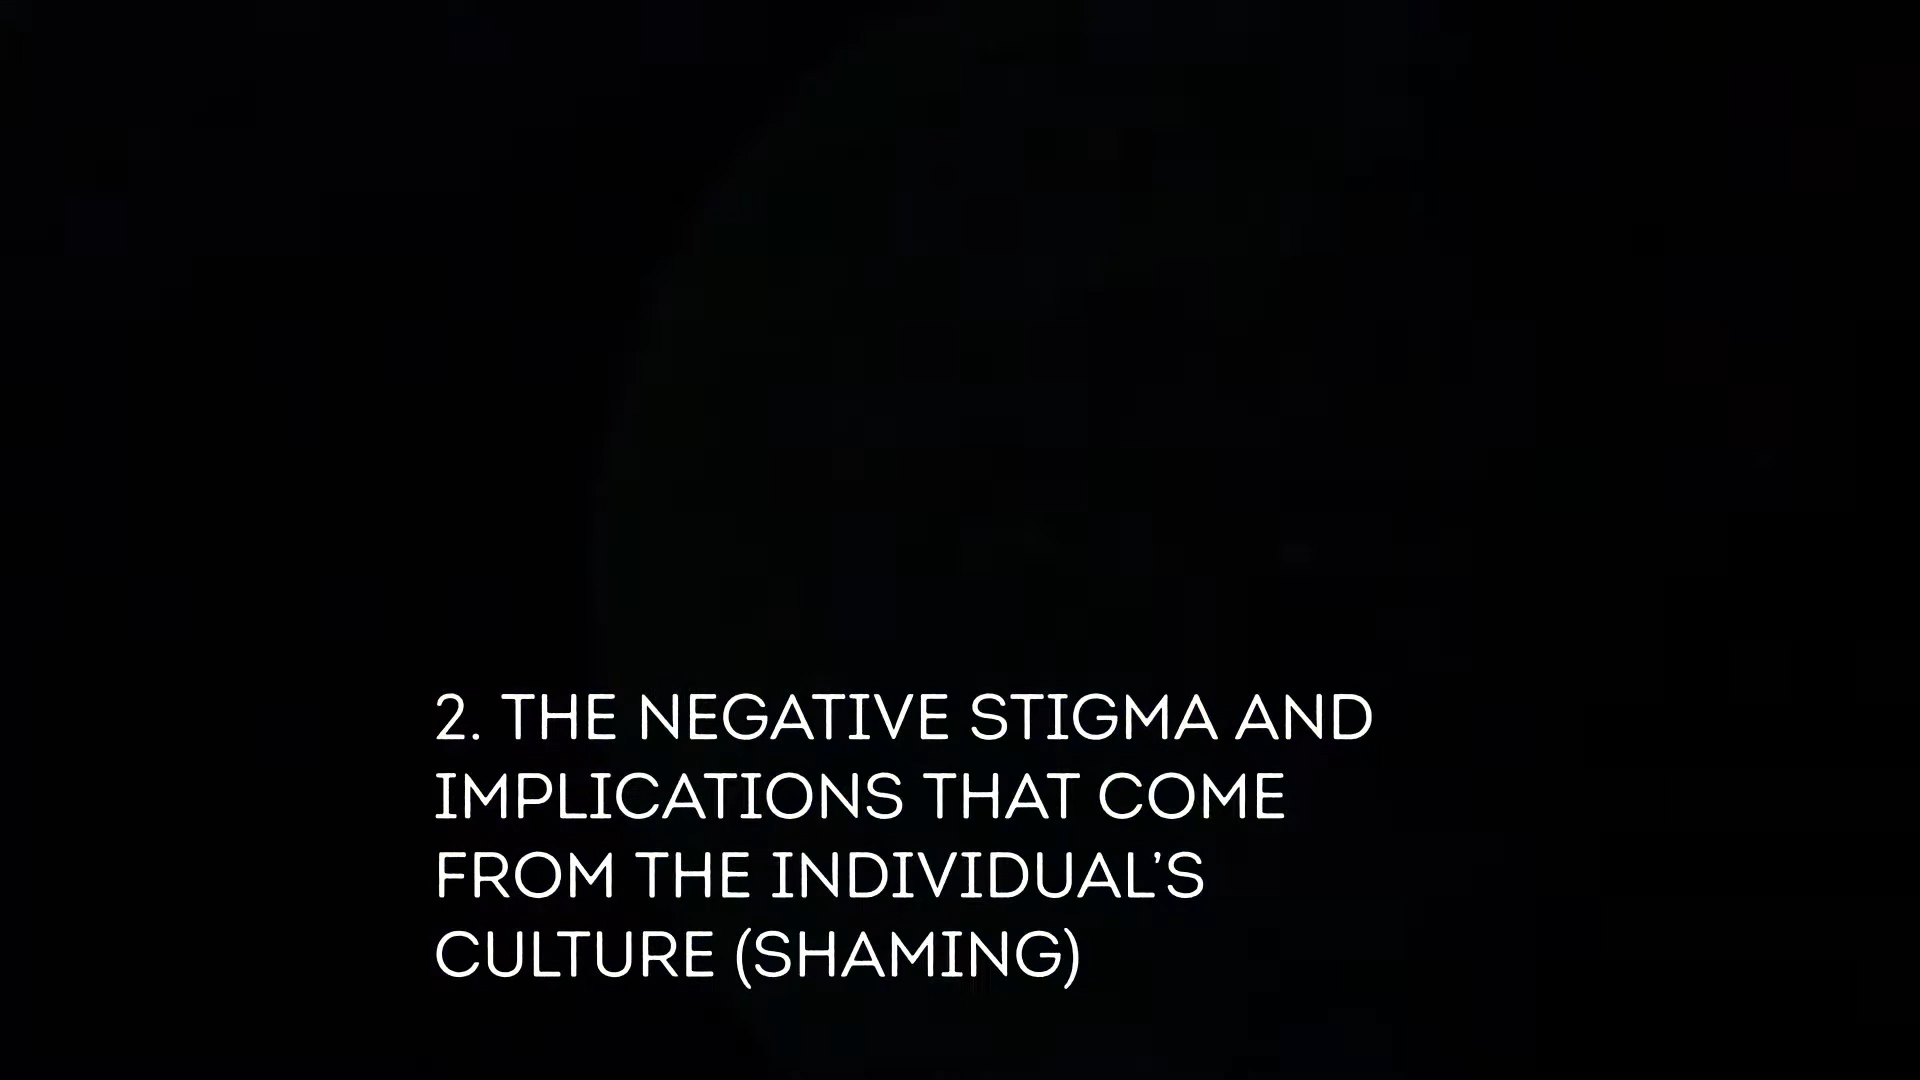 2. THE NEGATIVE STIGMA AND
IMPLICATIONS THAT COME
FROM THE INDIVIDUAL’S
CULTURE (SHAMING)